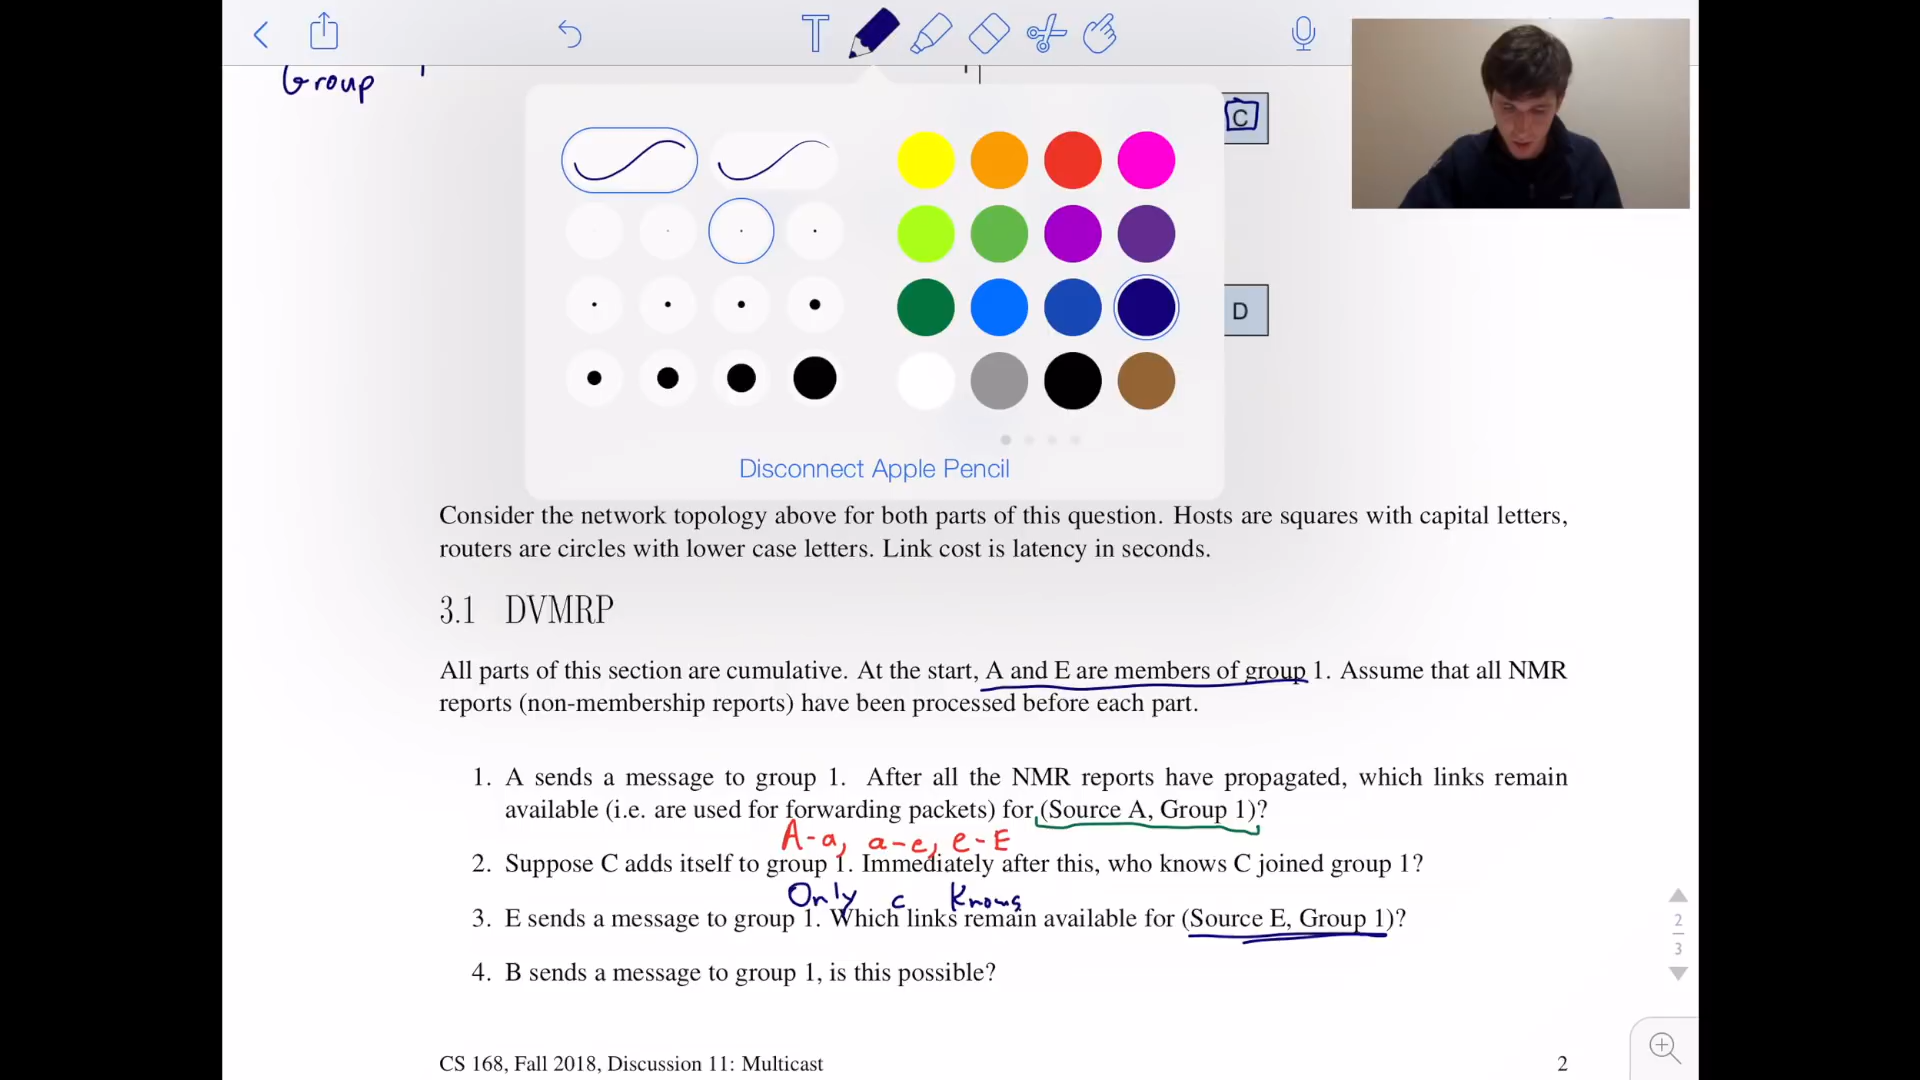 Group
C
D
Disconnect Apple Pencil
Consider the network topology above for both parts of this question. Hosts are squares with capital letters,
routers are circles with lower case letters. Link cost is latency in seconds.
3.1 DVMRP
All parts of this section are cumulative. At the start, A and E are members of group 1. Assume that all NMR
reports (non-membership reports) have been processed before each part.
1. A sends a message to group 1. After all the NMR reports have propagated, which links remain
available (i.e. are used for forwarding packets) for (Source A, Group 1)?
A-a, a-e, e-E
2. Suppose C adds itself to group 1. Immediately after this, who knows C joined group 1?
Only c Knows
3. E sends a message to group 1. Which links remain available for (Source E, Group 1)?
4. B sends a message to group 1, is this possible?
2
3
CS 168, Fall 2018, Discussion 11: Multicast 2